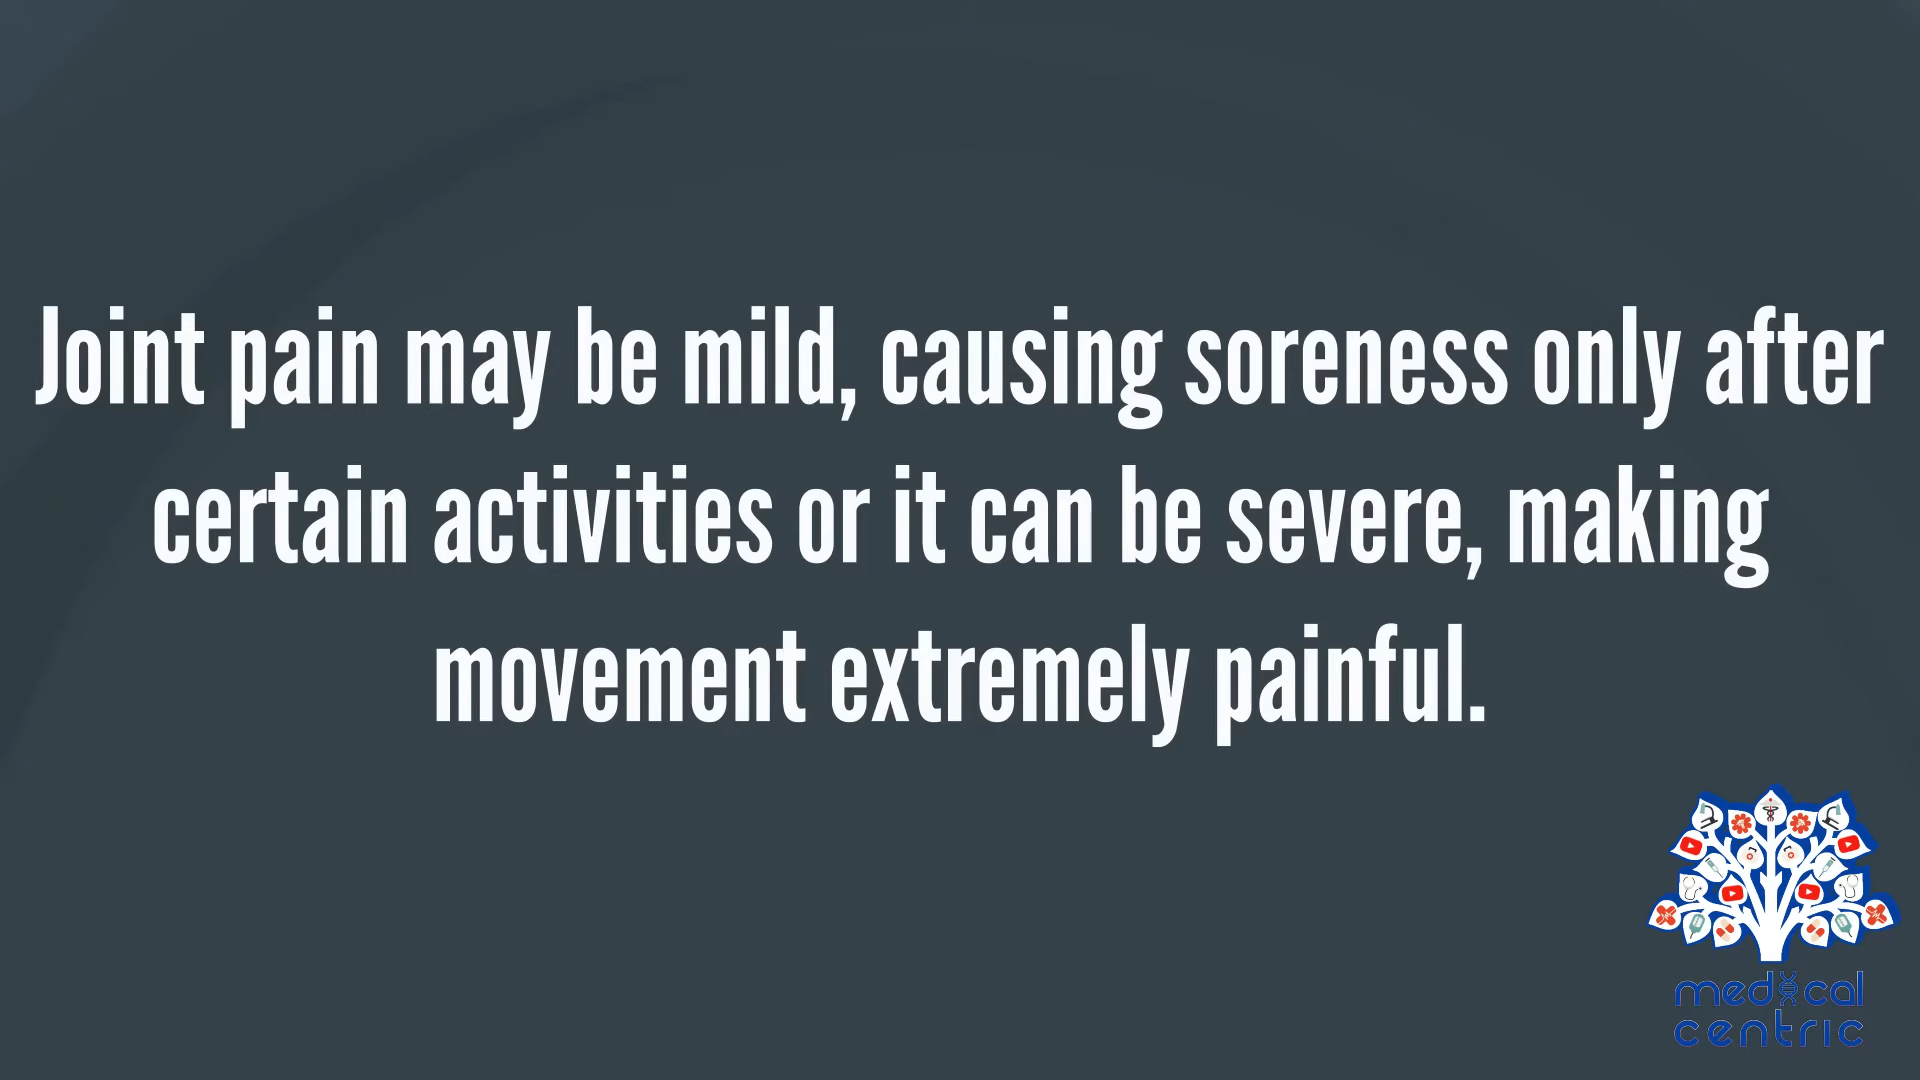 Joint pain may be mild, causing soreness only after
certain activities or it can be severe, making
movement extremely painful.
medical
centric